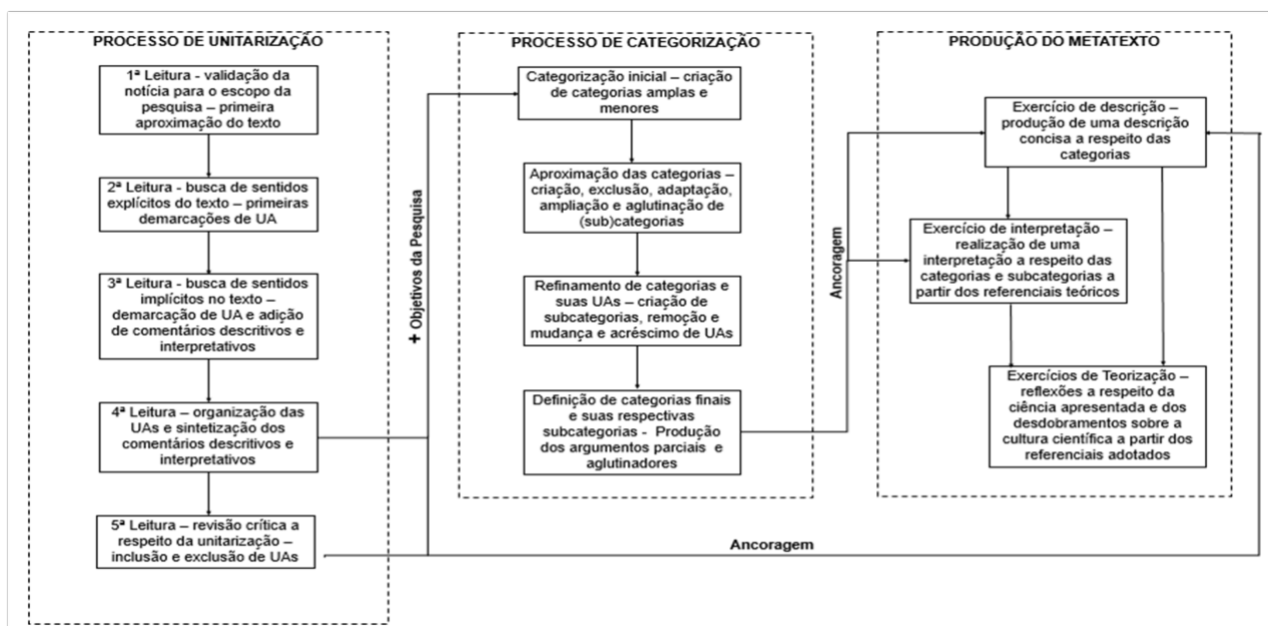 PROCESSO DE UNITARIZAÇÃO
1ª Leitura - validação da
notícia para o escopo da
pesquisa – primeira
aproximação do texto
2ª Leitura - busca de sentidos
explícitos do texto – primeiras
demarcações de UA
3ª Leitura - busca de sentidos
implícitos no texto –
demarcação de UA e adição
de comentários descritivos e
interpretativos
4ª Leitura – organização das
UAs e sintetização dos
comentários descritivos e
interpretativos
5ª Leitura – revisão crítica a
respeito da unitarização –
inclusão e exclusão de UAs
+ Objetivos da Pesquisa
PROCESSO DE CATEGORIZAÇÃO
Categorização inicial – criação
de categorias amplas e
menores
Aproximação das categorias –
criação, exclusão, adaptação,
ampliação e aglutinação de
(sub)categorias
Refinamento de categorias e
suas UAs – criação de
subcategorias, remoção e
mudança e acréscimo de UAs
Definição de categorias finais
e suas respectivas
subcategorias - Produção
dos argumentos parciais e
aglutinadores
Ancoragem
PRODUÇÃO DO METATEXTO
Exercício de descrição –
produção de uma descrição
concisa a respeito das
categorias
Exercício de interpretação –
realização de uma
interpretação a respeito das
categorias e subcategorias a
partir dos referenciais teóricos
Exercícios de Teorização –
reflexões a respeito da
ciência apresentada e dos
desdobramentos sobre a
cultura científica a partir dos
referenciais adotados
Ancoragem